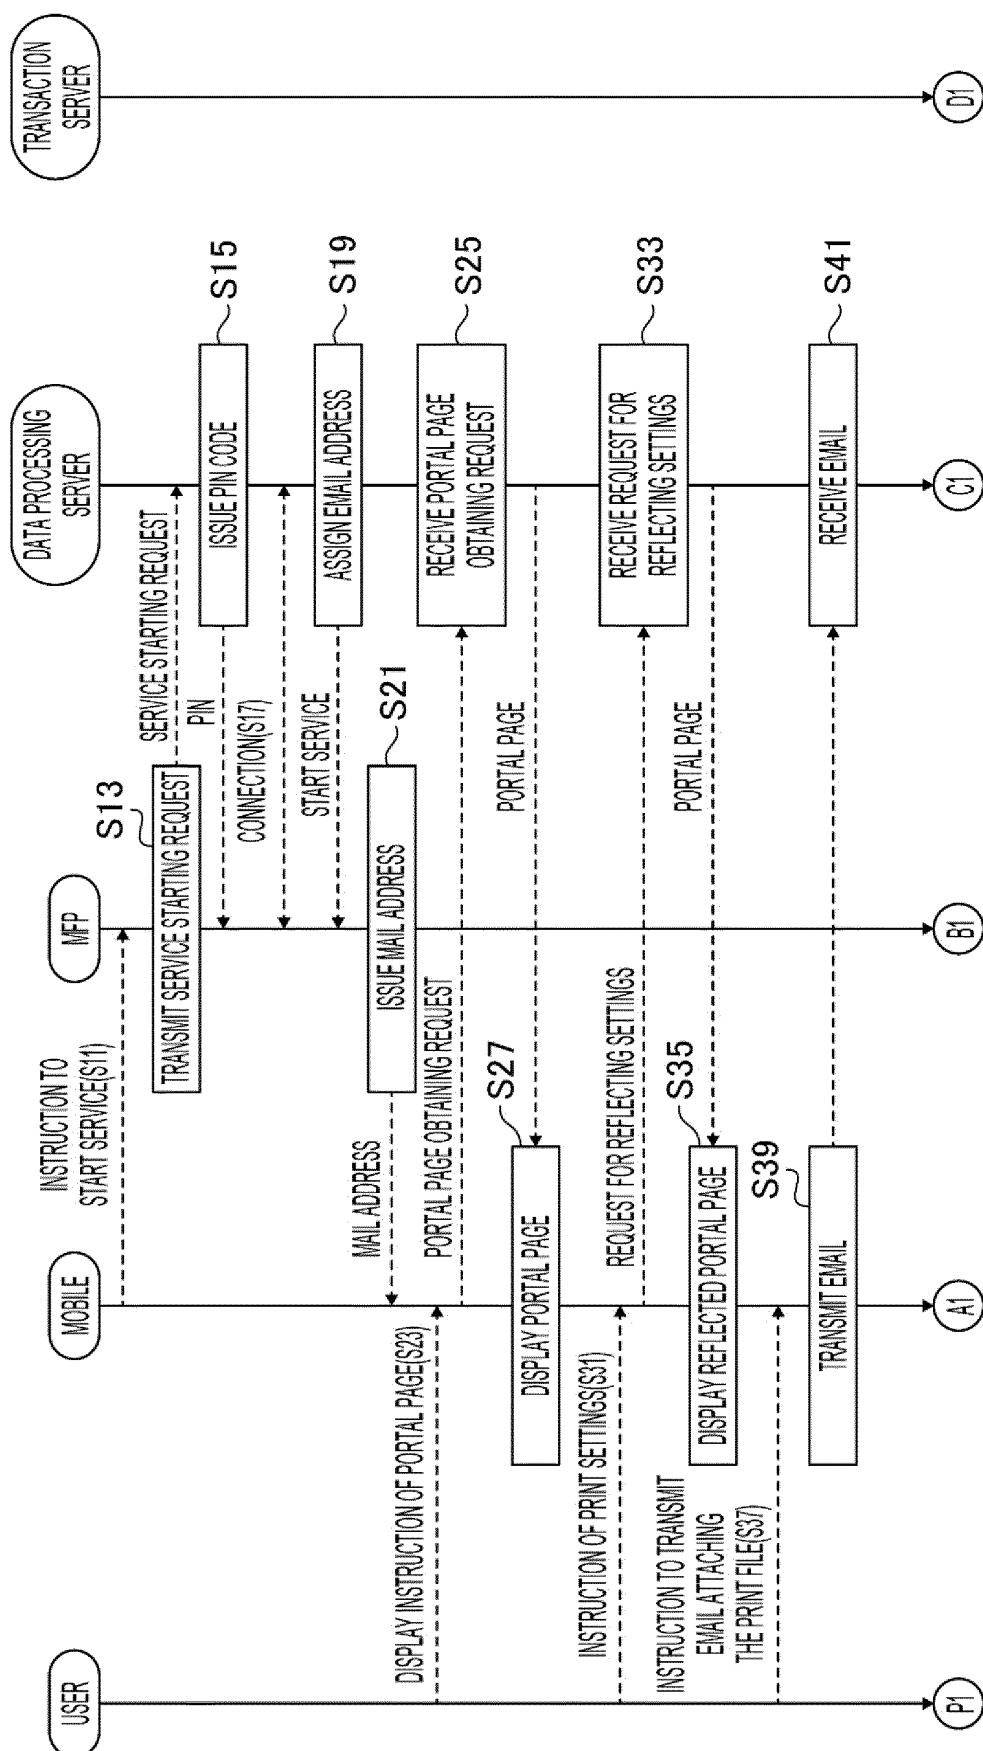 USER
MOBILE
MFP
DATA PROCESSING
SERVER
TRANSACTION
SERVER
INSTRUCTION TO
START SERVICE(S11)
S13
TRANSMIT SERVICE STARTING REQUEST
SERVICE STARTING REQUEST
PIN
ISSUE PIN CODE
S15
CONNECTION(S17)
START SERVICE
ASSIGN EMAIL ADDRESS
S19
MAIL ADDRESS
ISSUE MAIL ADDRESS
S21
DISPLAY INSTRUCTION OF PORTAL PAGE(S23)
PORTAL PAGE OBTAINING REQUEST
RECEIVE PORTAL PAGE
OBTAINING REQUEST
S25
DISPLAY PORTAL PAGE
S27
PORTAL PAGE
INSTRUCTION OF PRINT SETTINGS(S31)
REQUEST FOR REFLECTING SETTINGS
RECEIVE REQUEST FOR
REFLECTING SETTINGS
S33
DISPLAY REFLECTED PORTAL PAGE
S35
PORTAL PAGE
INSTRUCTION TO TRANSMIT
EMAIL ATTACHING
THE PRINT FILE(S37)
TRANSMIT EMAIL
S39
RECEIVE EMAIL
S41
P1
A1
B1
C1
D1